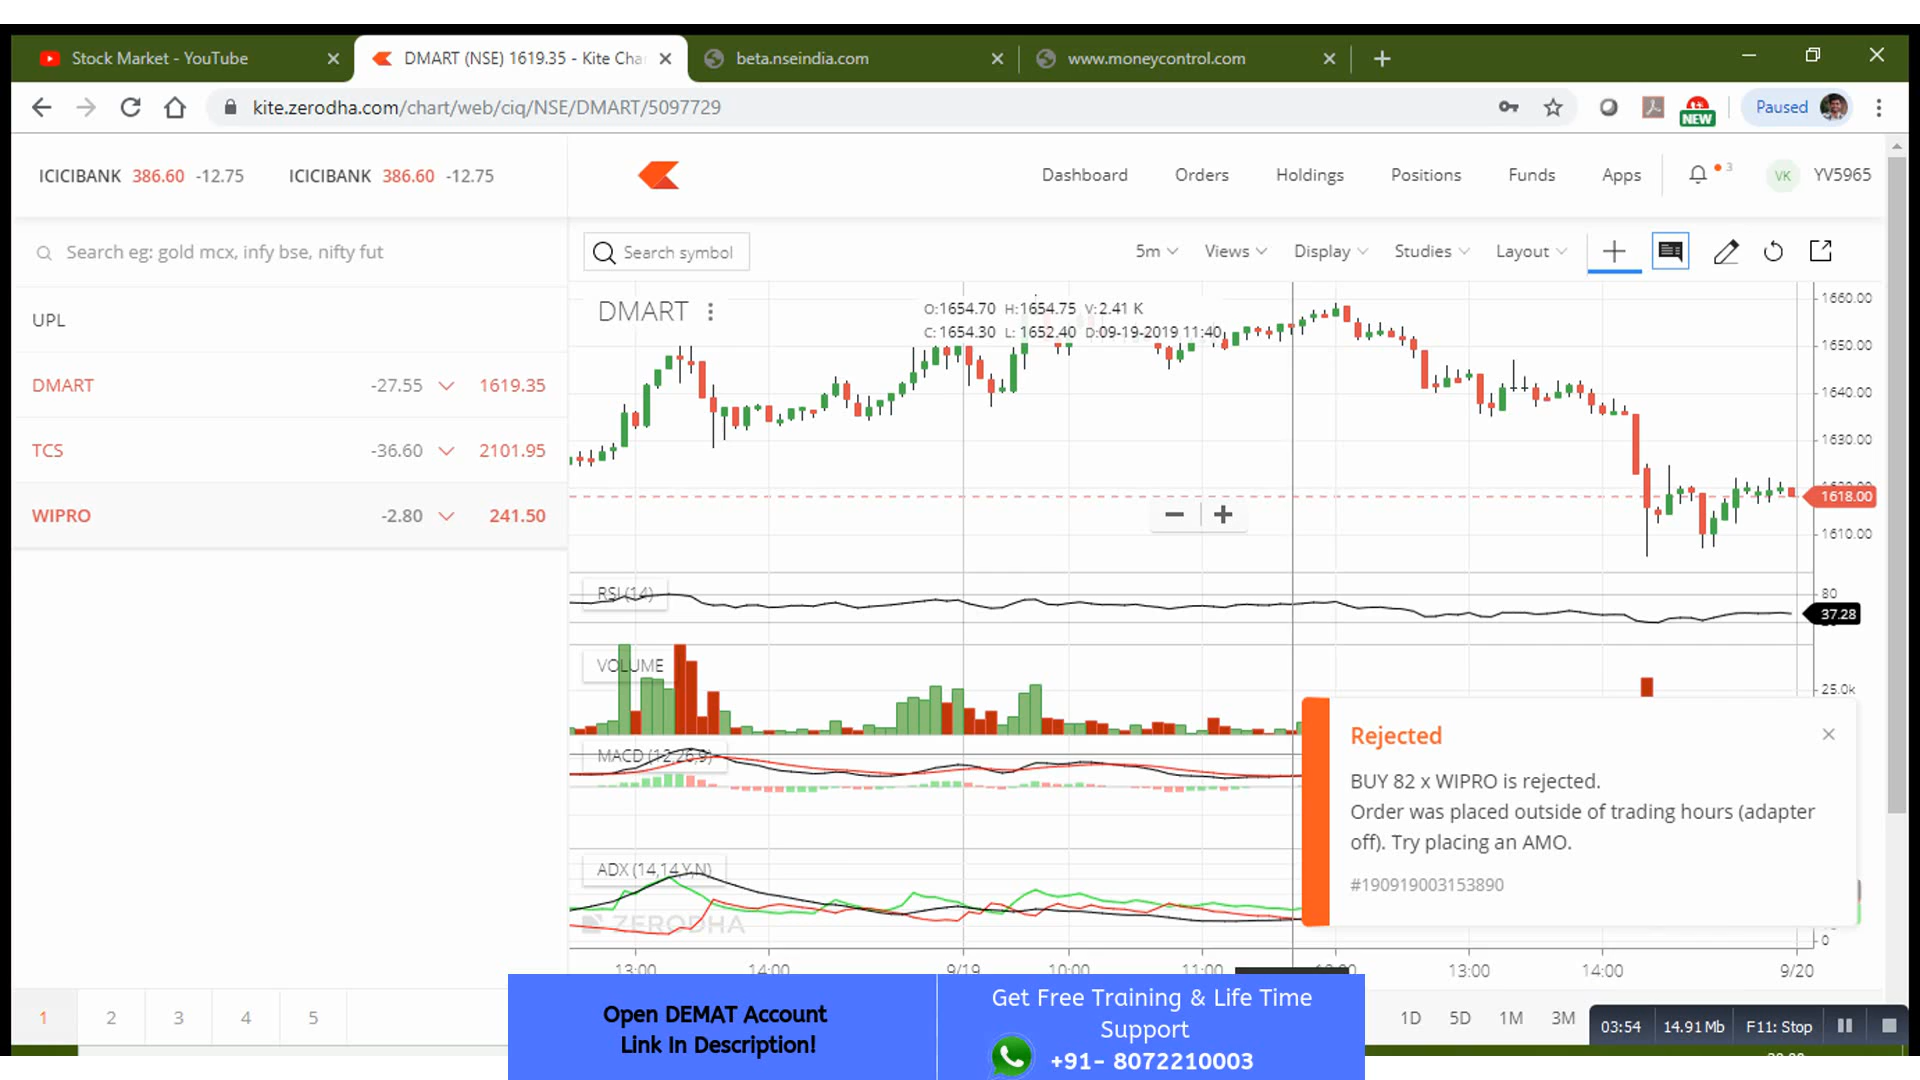 Stock Market - YouTube
DMART (NSE) 1619.35 - Kite Cha
beta.nseindia.com
www.moneycontrol.com
kite.zerodha.com/chart/web/ciq/NSE/DMART/5097729
NEW
Paused
ICICIBANK 386.60 -12.75 ICICIBANK 386.60 -12.75
Dashboard Orders Holdings Positions Funds Apps 3 VK YV5965
Search eg: gold mcx, infy bse, nifty fut
Search symbol
5m Views Display Studies Layout
UPL
DMART -27.55 1619.35
TCS -36.60 2101.95
WIPRO -2.80 241.50
DMART
O:1654.70 H:1654.75 V:2.41 K
C:1654.30 L:1652.40 D:09-19-2019 11:40
1660.00
1650.00
1640.00
1630.00
1618.00
1610.00
RSI (14)
80
37.28
VOLUME
25.0k
MACD (12,26,9)
ADX (14,14,Y,N)
ZERODHA
0
Rejected
BUY 82 x WIPRO is rejected.
Order was placed outside of trading hours (adapter
off). Try placing an AMO.
#190919003153890
13:00 14:00 9/19 10:00 11:00 13:00 14:00 9/20
1 2 3 4 5
1D 5D 1M 3M
03:54 14.91Mb F11: Stop
Open DEMAT Account
Link In Description!
Get Free Training & Life Time
Support
+91- 8072210003